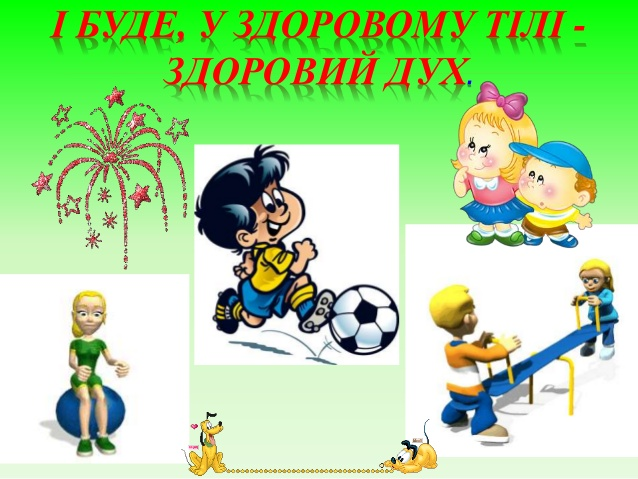 І БУДЕ, У ЗДОРОВОМУ ТІЛІ -
ЗДОРОВИЙ ДУХ.